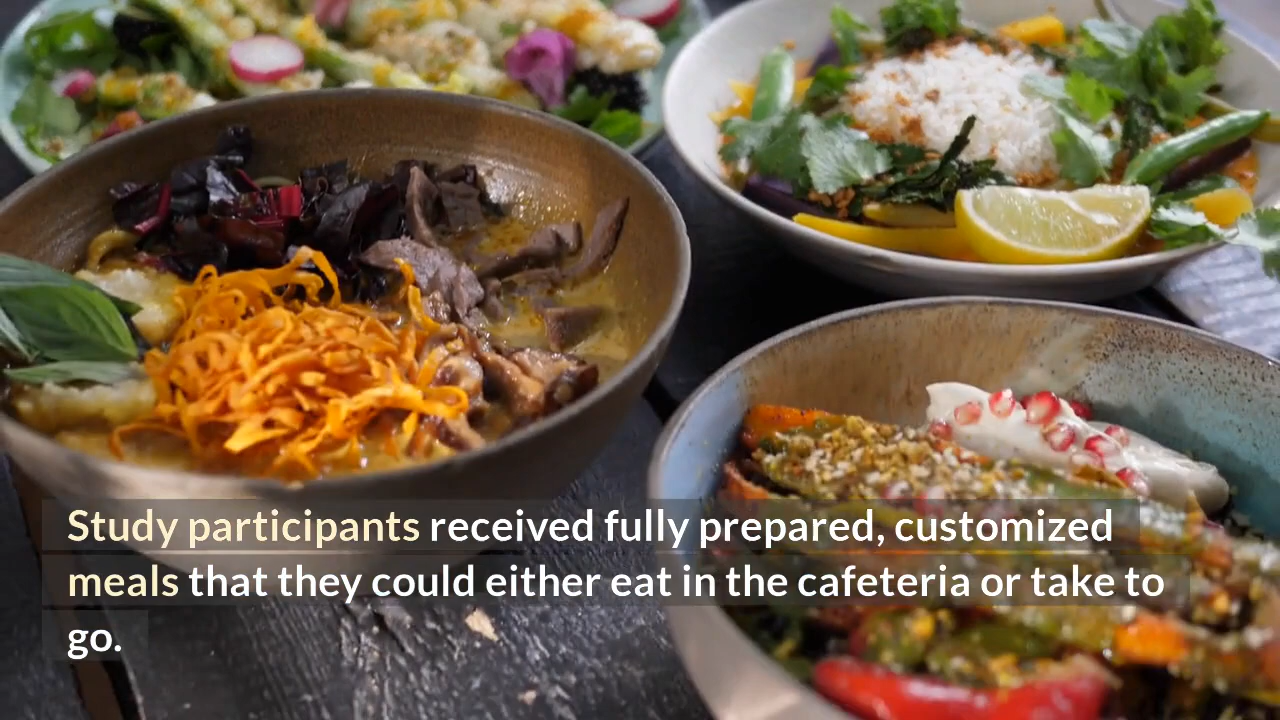 Study participants received fully prepared, customized
meals that they could either eat in the cafeteria or take to
go.